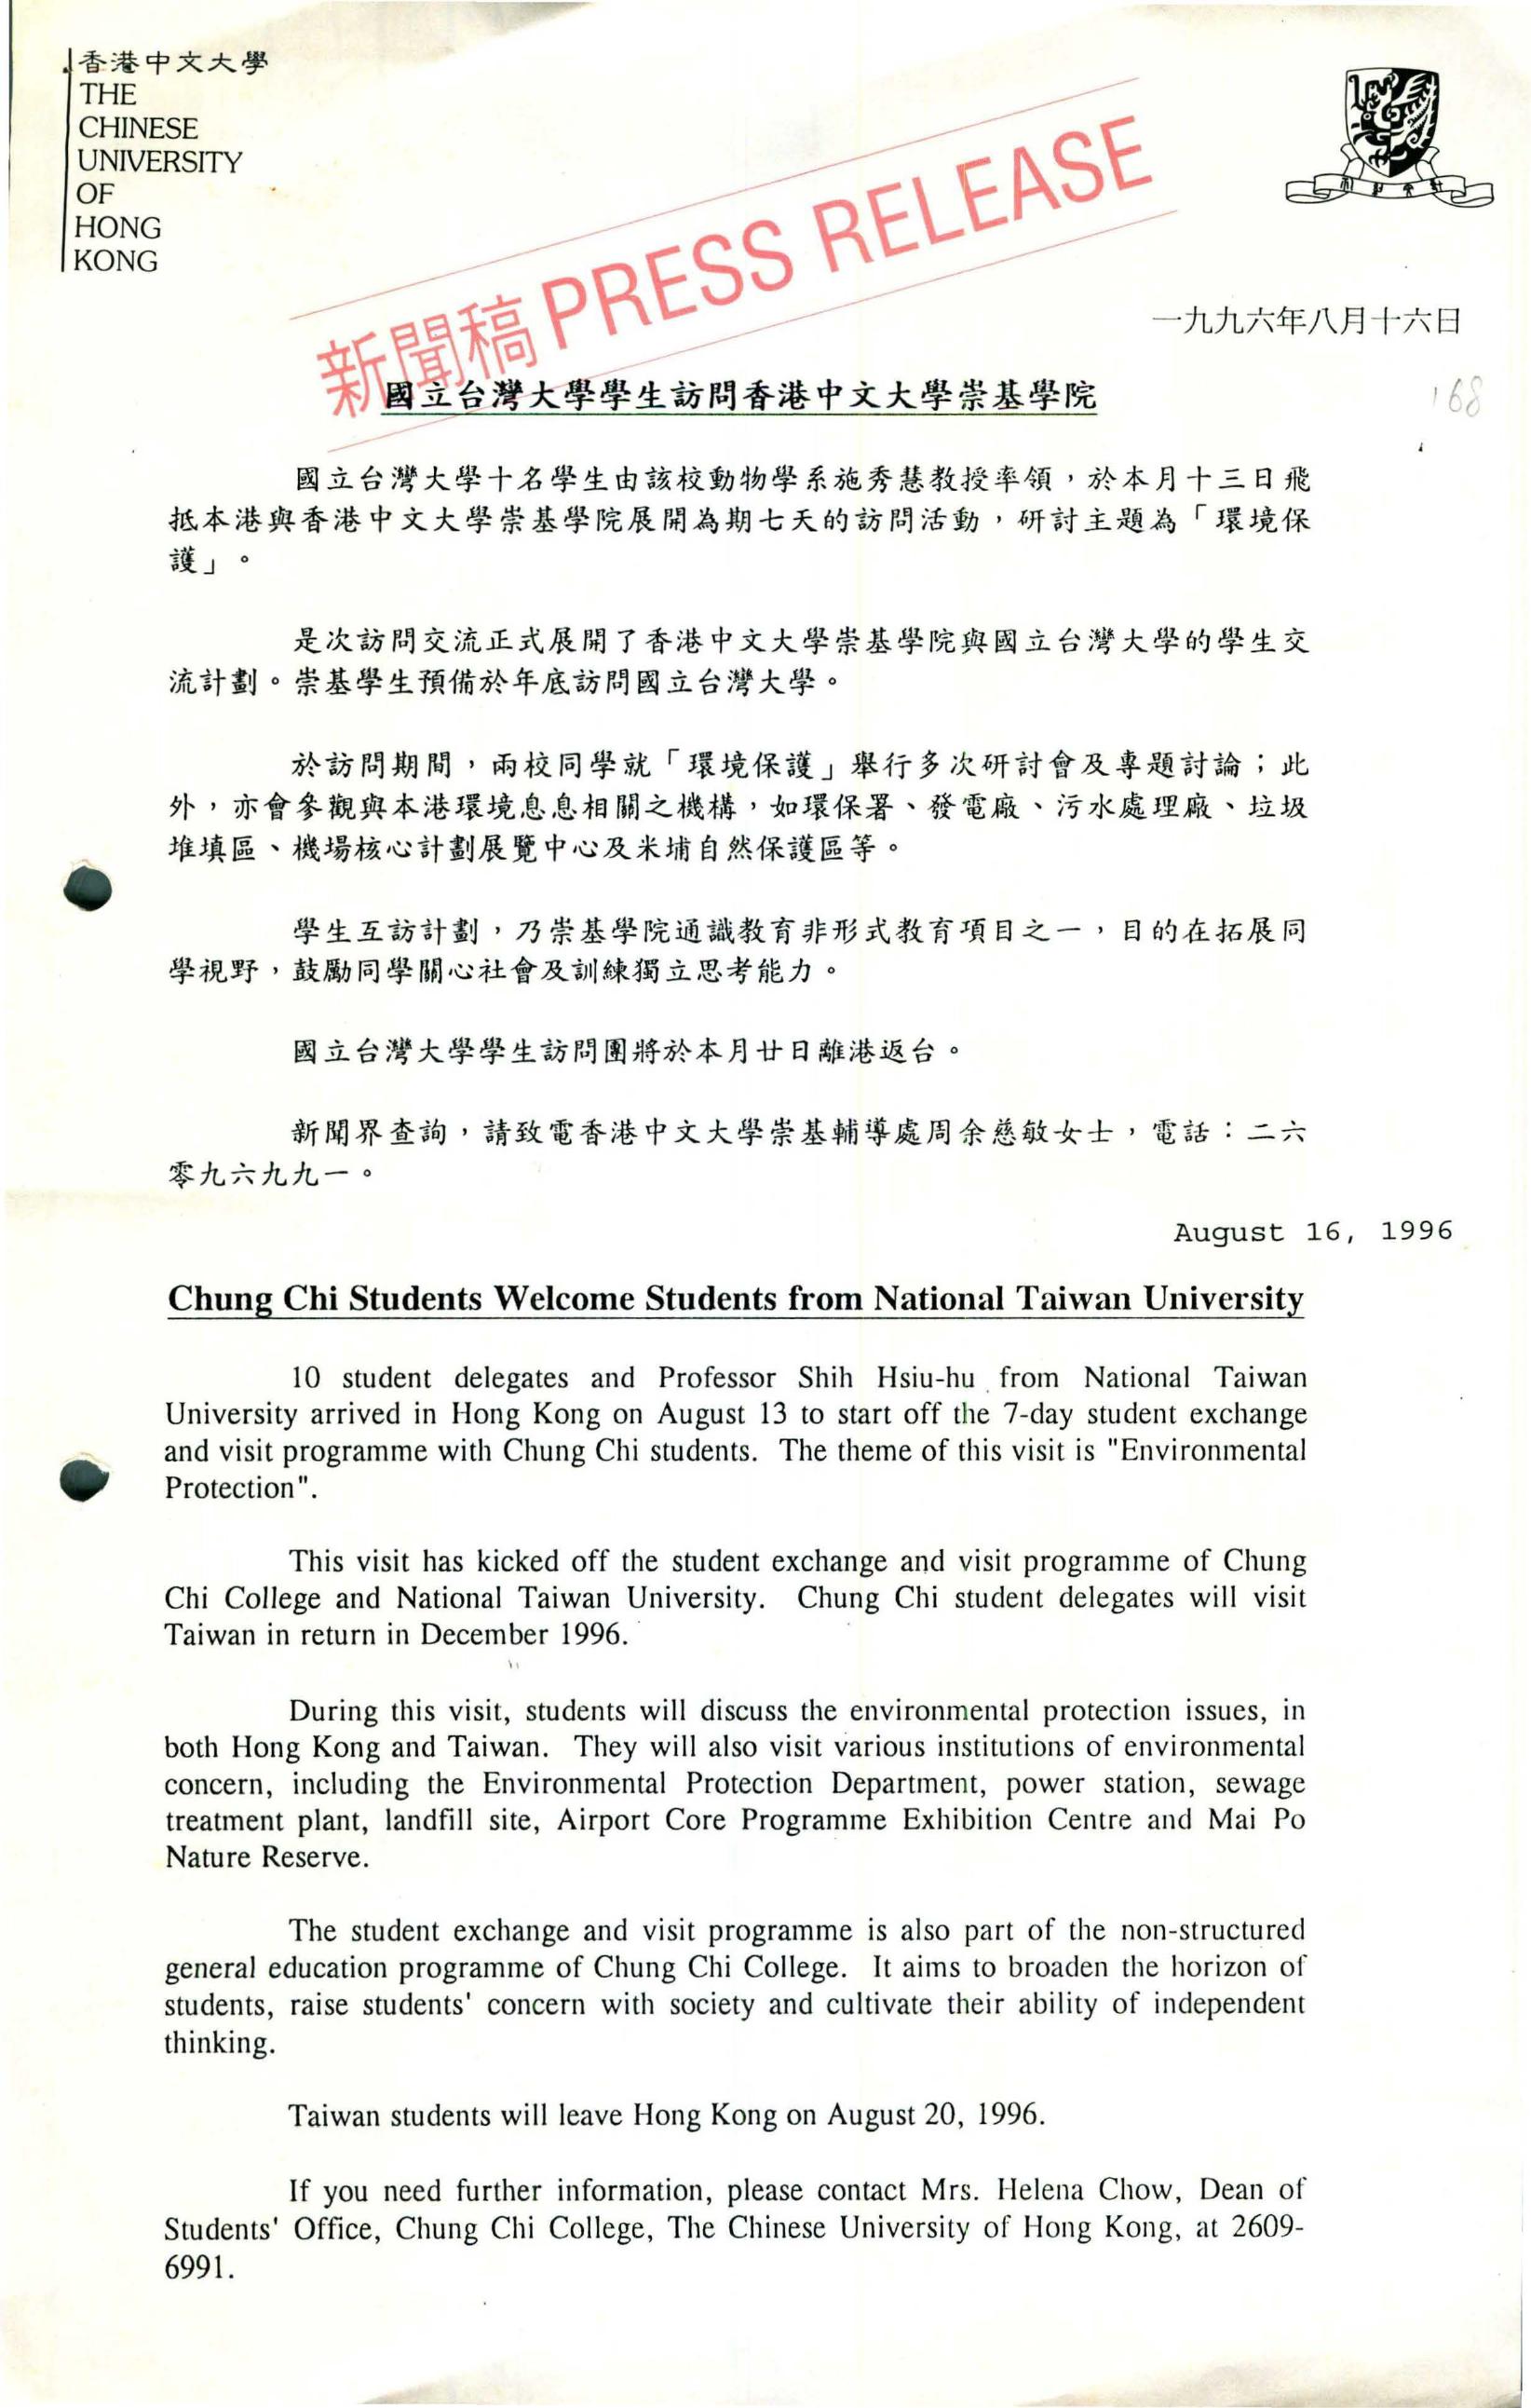 香港中文大學
THE
CHINESE
UNIVERSITY
OF
HONG
KONG
新聞稿 PRESS RELEASE
一九九六年八月十六日
國立台灣大學學生訪問香港中文大學崇基學院
168
國立台灣大學十名學生由該校動物學系施秀慧教授率領，於本月十三日飛
抵本港與香港中文大學崇基學院展開為期七天的訪問活動，研討主題為「環境保
護」。
是次訪問交流正式展開了香港中文大學崇基學院與國立台灣大學的學生交
流計劃。崇基學生預備於年底訪問國立台灣大學。
於訪問期間，兩校同學就「環境保護」舉行多次研討會及專題討論；此
外，亦會參觀與本港環境息息相關之機構，如環保署、發電廠、污水處理廠、垃圾
堆填區、機場核心計劃展覽中心及米埔自然保護區等。
學生互訪計劃，乃崇基學院通識教育非形式教育項目之一，目的在拓展同
學視野，鼓勵同學關心社會及訓練獨立思考能力。
國立台灣大學學生訪問團將於本月廿日離港返台。
新聞界查詢，請致電香港中文大學崇基輔導處周余慈敏女士，電話：二六
零九六九九一。
August 16, 1996
Chung Chi Students Welcome Students from National Taiwan University
10 student delegates and Professor Shih Hsiu-hu from National Taiwan
University arrived in Hong Kong on August 13 to start off the 7-day student exchange
and visit programme with Chung Chi students. The theme of this visit is "Environmental
Protection".
This visit has kicked off the student exchange and visit programme of Chung
Chi College and National Taiwan University. Chung Chi student delegates will visit
Taiwan in return in December 1996.
During this visit, students will discuss the environmental protection issues, in
both Hong Kong and Taiwan. They will also visit various institutions of environmental
concern, including the Environmental Protection Department, power station, sewage
treatment plant, landfill site, Airport Core Programme Exhibition Centre and Mai Po
Nature Reserve.
The student exchange and visit programme is also part of the non-structured
general education programme of Chung Chi College. It aims to broaden the horizon of
students, raise students' concern with society and cultivate their ability of independent
thinking.
Taiwan students will leave Hong Kong on August 20, 1996.
If you need further information, please contact Mrs. Helena Chow, Dean of
Students' Office, Chung Chi College, The Chinese University of Hong Kong, at 2609-
6991.